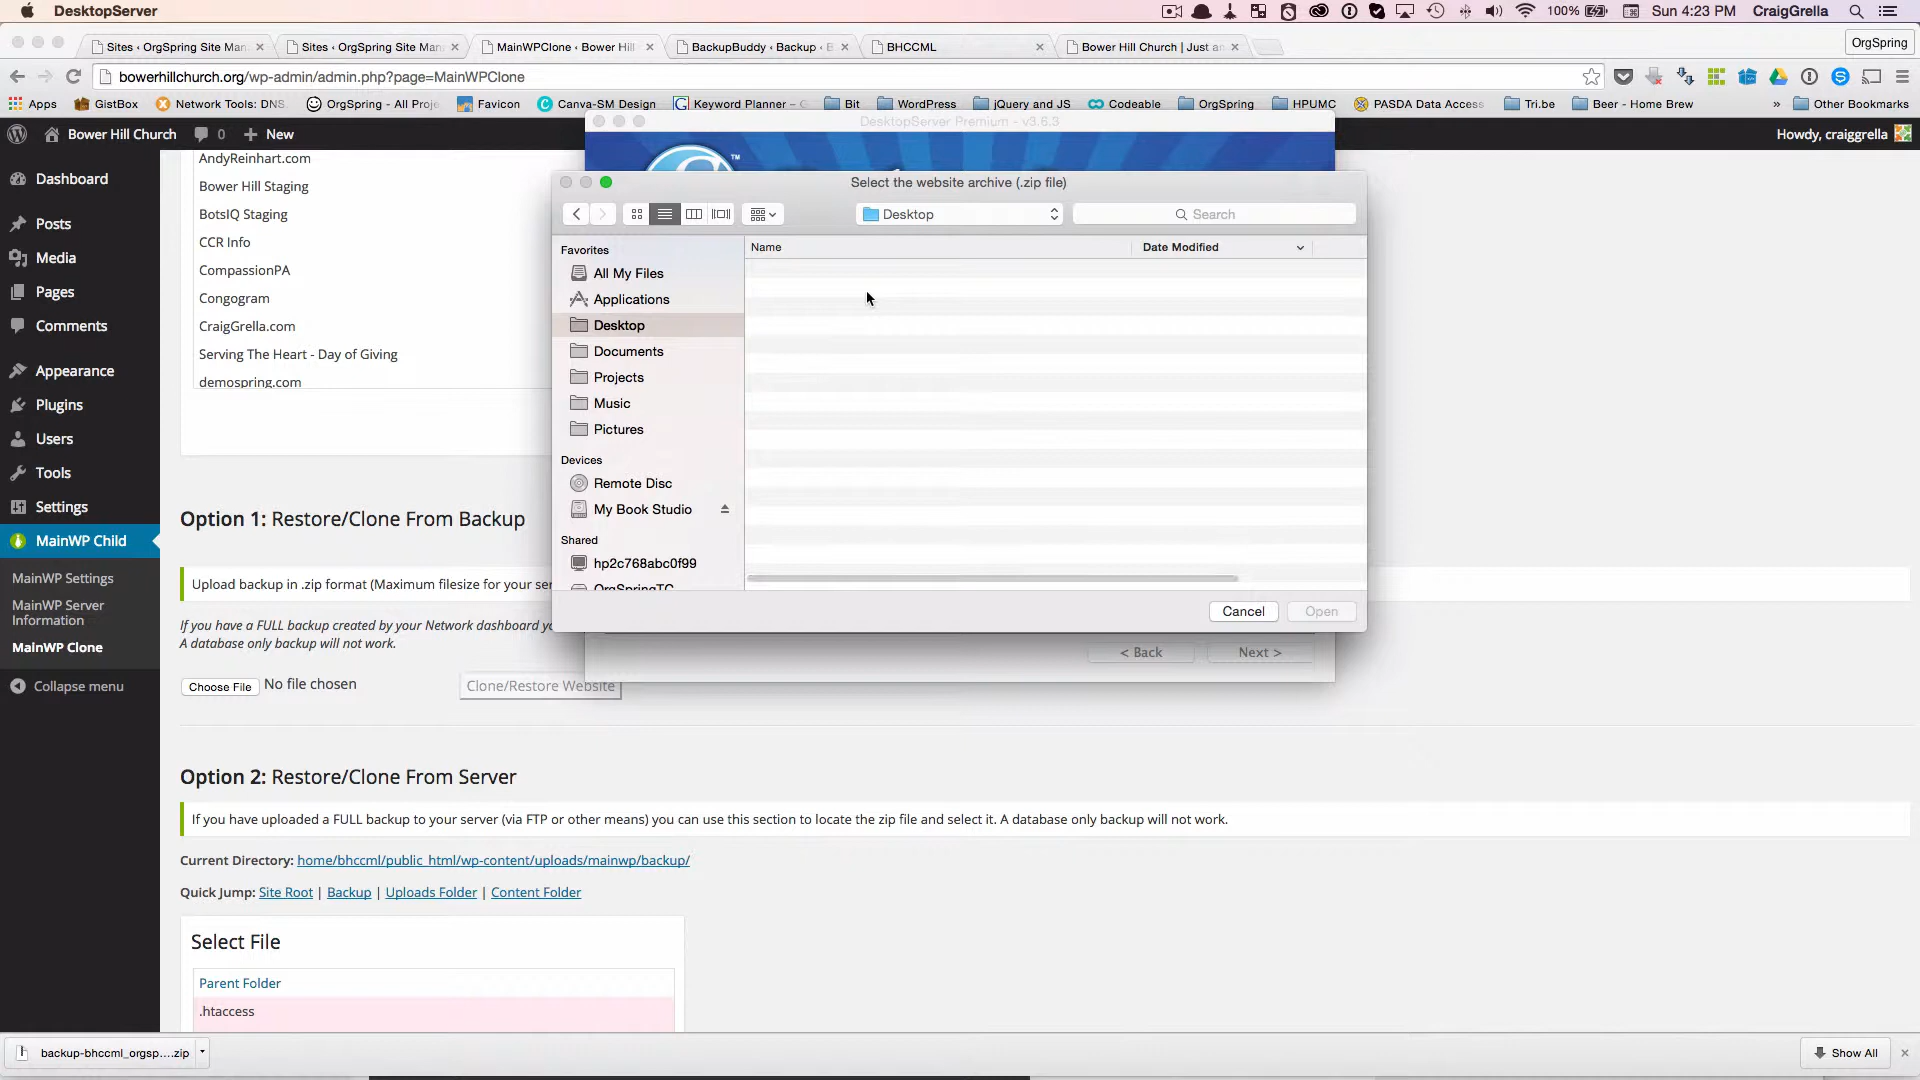 DesktopServer
100%
Sun 4:23 PM
CraigGrella
Sites ‹ OrgSpring Site Man
Sites ‹ OrgSpring Site Man
MainWPClone ‹ Bower Hill
BackupBuddy ‹ Backup ‹ B
BHCCML
Bower Hill Church | Just an
OrgSpring
bowerhillchurch.org/wp-admin/admin.php?page=MainWPClone
Apps
GistBox
Network Tools: DNS
OrgSpring - All Proje
Favicon
Canva-SM Design
Keyword Planner – G
Bit
WordPress
jQuery and JS
Codeable
OrgSpring
HPUMC
PASDA Data Access
Tri.be
Beer - Home Brew
»
Other Bookmarks
Bower Hill Church
0
+ New
Howdy, craiggrella
DesktopServer Premium - v3.6.3
TM
Dashboard
Posts
Media
Pages
Comments
Appearance
Plugins
Users
Tools
Settings
MainWP Child
MainWP Settings
MainWP Server
Information
MainWP Clone
Collapse menu
AndyReinhart.com
Bower Hill Staging
BotsIQ Staging
CCR Info
CompassionPA
Congogram
CraigGrella.com
Serving The Heart - Day of Giving
demospring.com
Select the website archive (.zip file)
Desktop
Search
Favorites
All My Files
Applications
Desktop
Documents
Projects
Music
Pictures
Devices
Remote Disc
My Book Studio
Shared
hp2c768abc0f99
OrgSpringTC
Name
Date Modified
Cancel
Open
< Back
Next >
Option 1: Restore/Clone From Backup
Upload backup in .zip format (Maximum filesize for your ser
If you have a FULL backup created by your Network dashboard yo
A database only backup will not work.
Choose File
No file chosen
Clone/Restore Website
Option 2: Restore/Clone From Server
If you have uploaded a FULL backup to your server (via FTP or other means) you can use this section to locate the zip file and select it. A database only backup will not work.
Current Directory: home/bhccml/public_html/wp-content/uploads/mainwp/backup/
Quick Jump: Site Root | Backup | Uploads Folder | Content Folder
Select File
Parent Folder
.htaccess
backup-bhccml_orgsp....zip
Show All